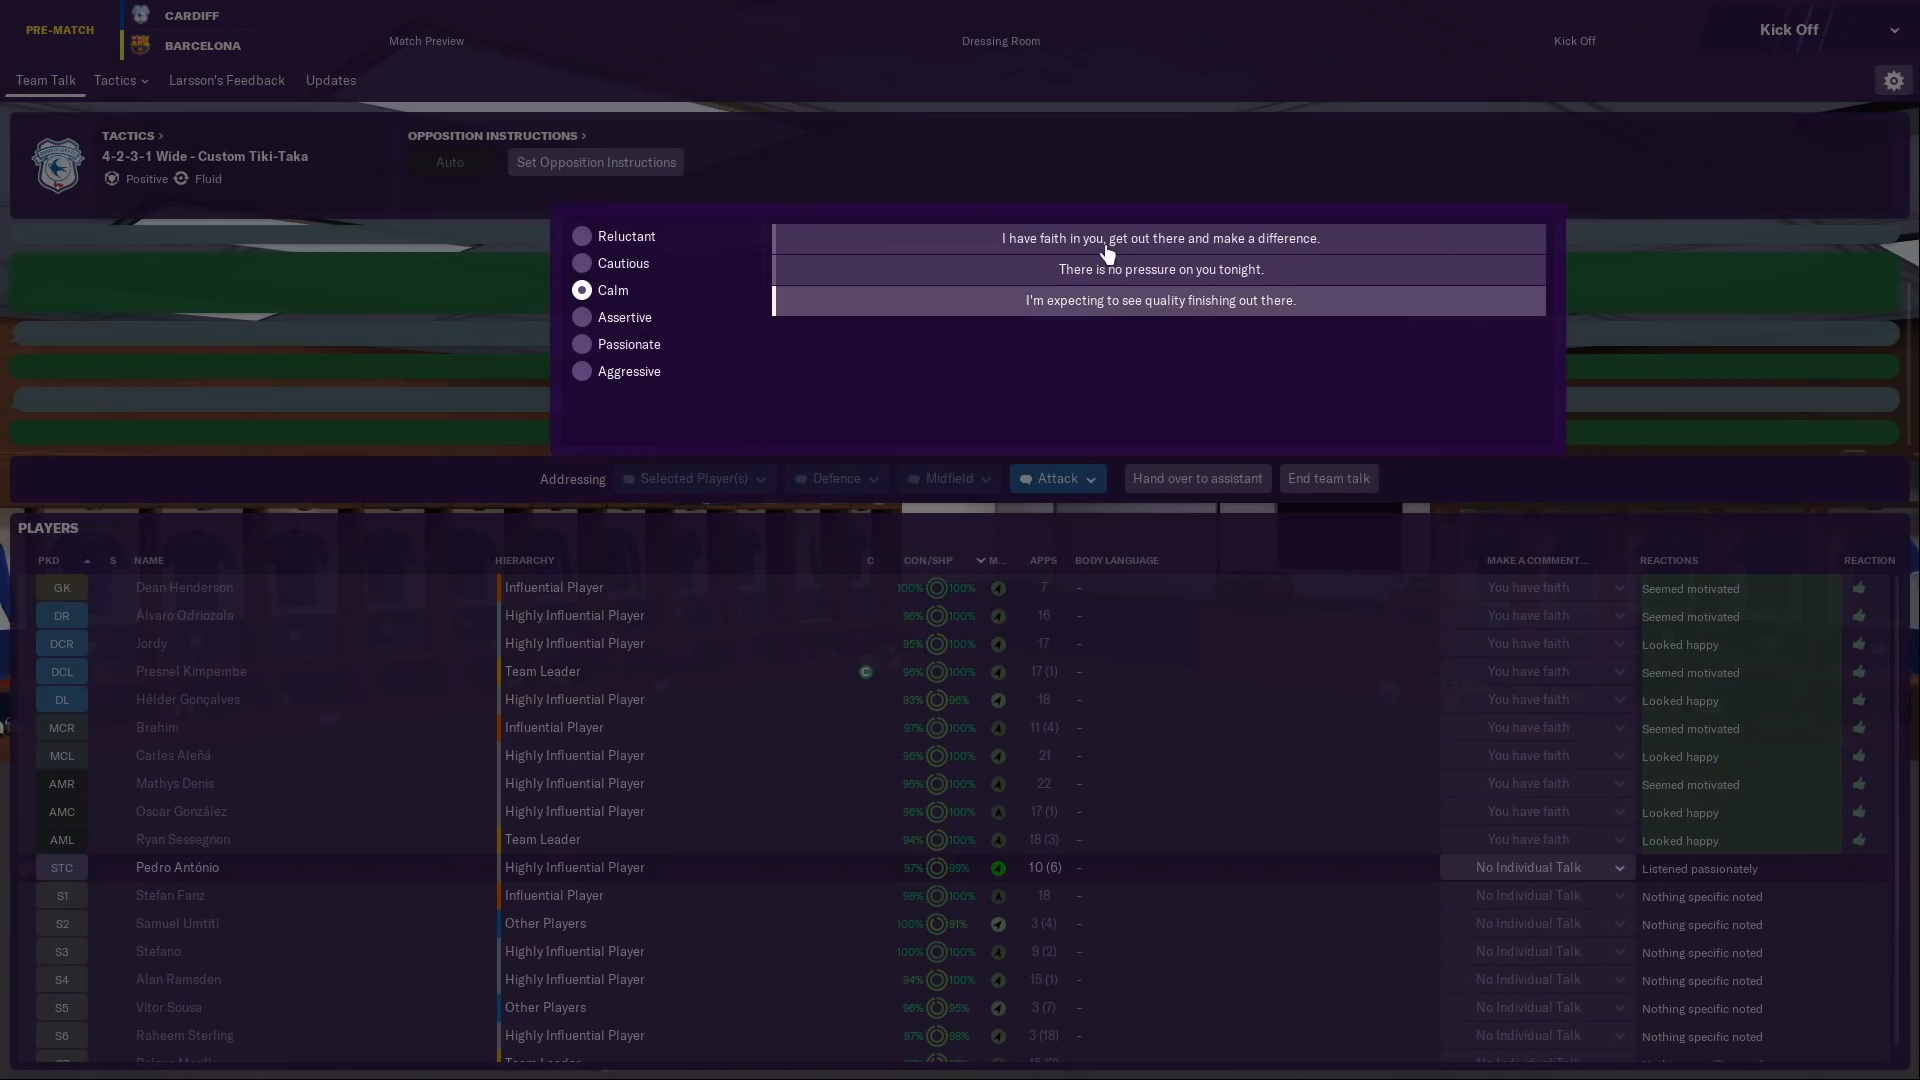 PRE-MATCH
CARDIFF
BARCELONA
Match Preview
Dressing Room
Kick Off
Kick Off
Team Talk
Tactics
Larsson's Feedback
Updates
TACTICS >
4-2-3-1 Wide - Custom Tiki-Taka
Positive
Fluid
OPPOSITION INSTRUCTIONS >
Auto
Set Opposition Instructions
Reluctant
Cautious
Calm
Assertive
Passionate
Aggressive
I have faith in you, get out there and make a difference.
There is no pressure on you tonight.
I'm expecting to see quality finishing out there.
Addressing Selected Player(s) Defence Midfield Attack Hand over to assistant End team talk
PLAYERS
PKD S NAME HIERARCHY C CON/SHP M... APPS BODY LANGUAGE MAKE A COMMENT... REACTIONS REACTION
GK Dean Henderson Influential Player 100% 100% 7 - You have faith Seemed motivated
DR Álvaro Odriozola Highly Influential Player 96% 100% 16 - You have faith Seemed motivated
DCR Jordy Highly Influential Player 95% 100% 17 - You have faith Looked happy
DCL Presnel Kimpembe Team Leader C 96% 100% 17 (1) - You have faith Seemed motivated
DL Hélder Gonçalves Highly Influential Player 93% 96% 18 - You have faith Looked happy
MCR Brahim Influential Player 97% 100% 11 (4) - You have faith Seemed motivated
MCL Carles Aleñá Highly Influential Player 96% 100% 21 - You have faith Looked happy
AMR Mathys Denis Highly Influential Player 95% 100% 22 - You have faith Seemed motivated
AMC Oscar González Highly Influential Player 96% 100% 17 (1) - You have faith Looked happy
AML Ryan Sessegnon Team Leader 94% 100% 18 (3) - You have faith Looked happy
STC Pedro António Highly Influential Player 97% 99% 10 (6) - No Individual Talk Listened passionately
S1 Stefan Fanz Influential Player 98% 100% 18 - No Individual Talk Nothing specific noted
S2 Samuel Umtiti Other Players 100% 91% 3 (4) - No Individual Talk Nothing specific noted
S3 Stefano Highly Influential Player 100% 100% 9 (2) - No Individual Talk Nothing specific noted
S4 Alan Ramsden Highly Influential Player 94% 100% 15 (1) - No Individual Talk Nothing specific noted
S5 Vitor Sousa Other Players 96% 95% 3 (7) - No Individual Talk Nothing specific noted
S6 Raheem Sterling Highly Influential Player 97% 98% 3 (18) - No Individual Talk Nothing specific noted